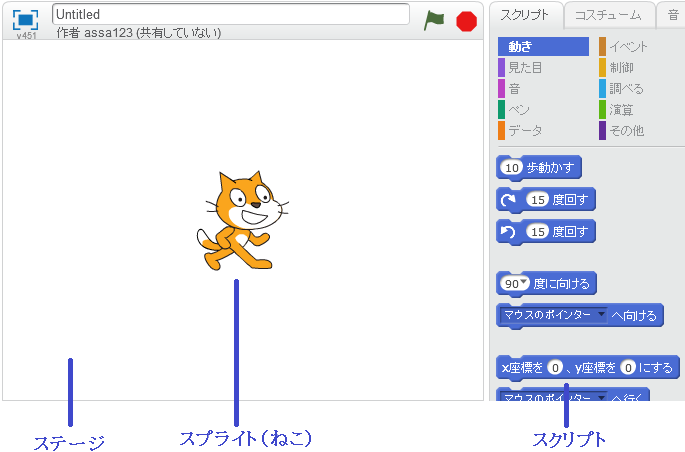 Untitled
作者 assa123 (共有していない)
v451
スクリプト
コスチューム
音
動き
イベント
見た目
制御
音
調べる
ペン
演算
データ
その他
10 歩動かす
15 度回す
15 度回す
90 度に向ける
マウスのポインター へ向ける
x座標を 0 、y座標を 0 にする
マウスのポインター へ行く
ステージ
スプライト(ねこ)
スクリプト